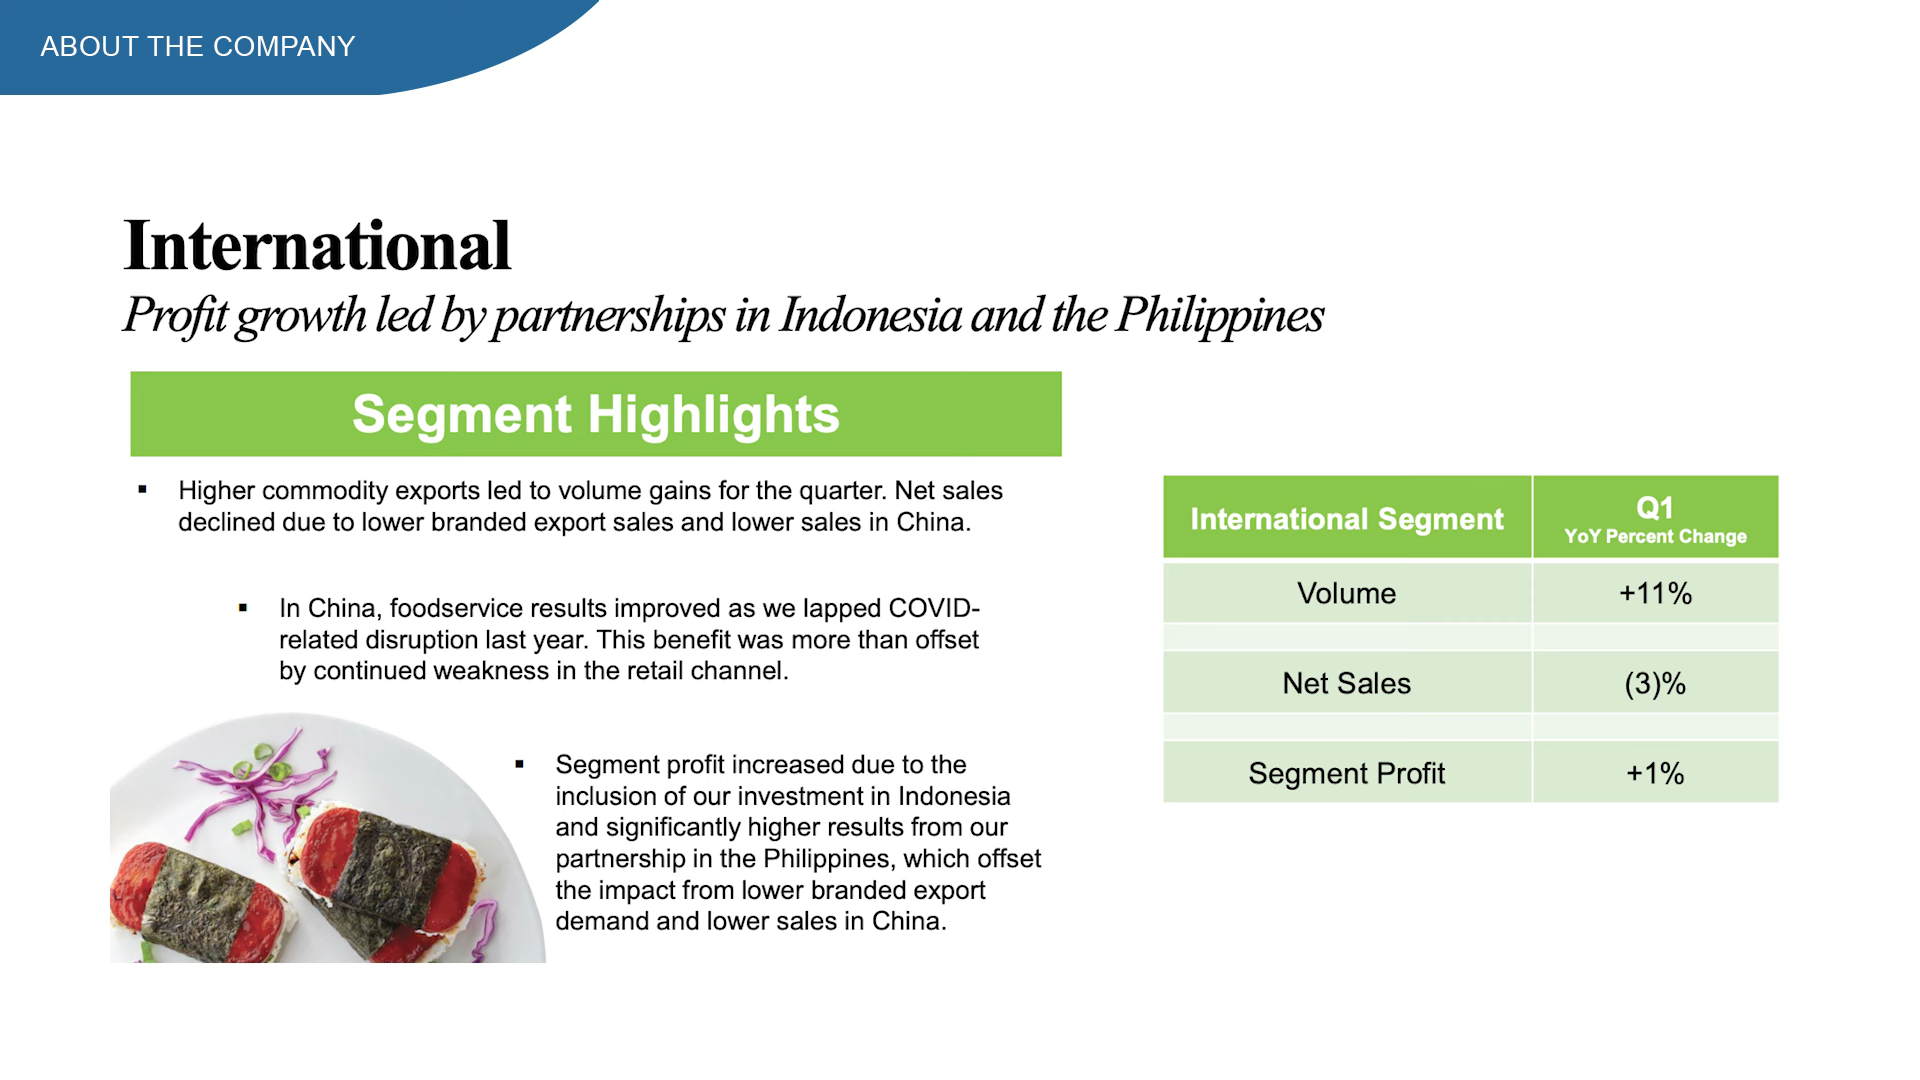 ABOUT THE COMPANY
International
Profit growth led by partnerships in Indonesia and the Philippines
Segment Highlights
▪ Higher commodity exports led to volume gains for the quarter. Net sales
declined due to lower branded export sales and lower sales in China.
▪ In China, foodservice results improved as we lapped COVID-
related disruption last year. This benefit was more than offset
by continued weakness in the retail channel.
▪ Segment profit increased due to the
inclusion of our investment in Indonesia
and significantly higher results from our
partnership in the Philippines, which offset
the impact from lower branded export
demand and lower sales in China.
International Segment Q1
YoY Percent Change
Volume +11%
Net Sales (3)%
Segment Profit +1%